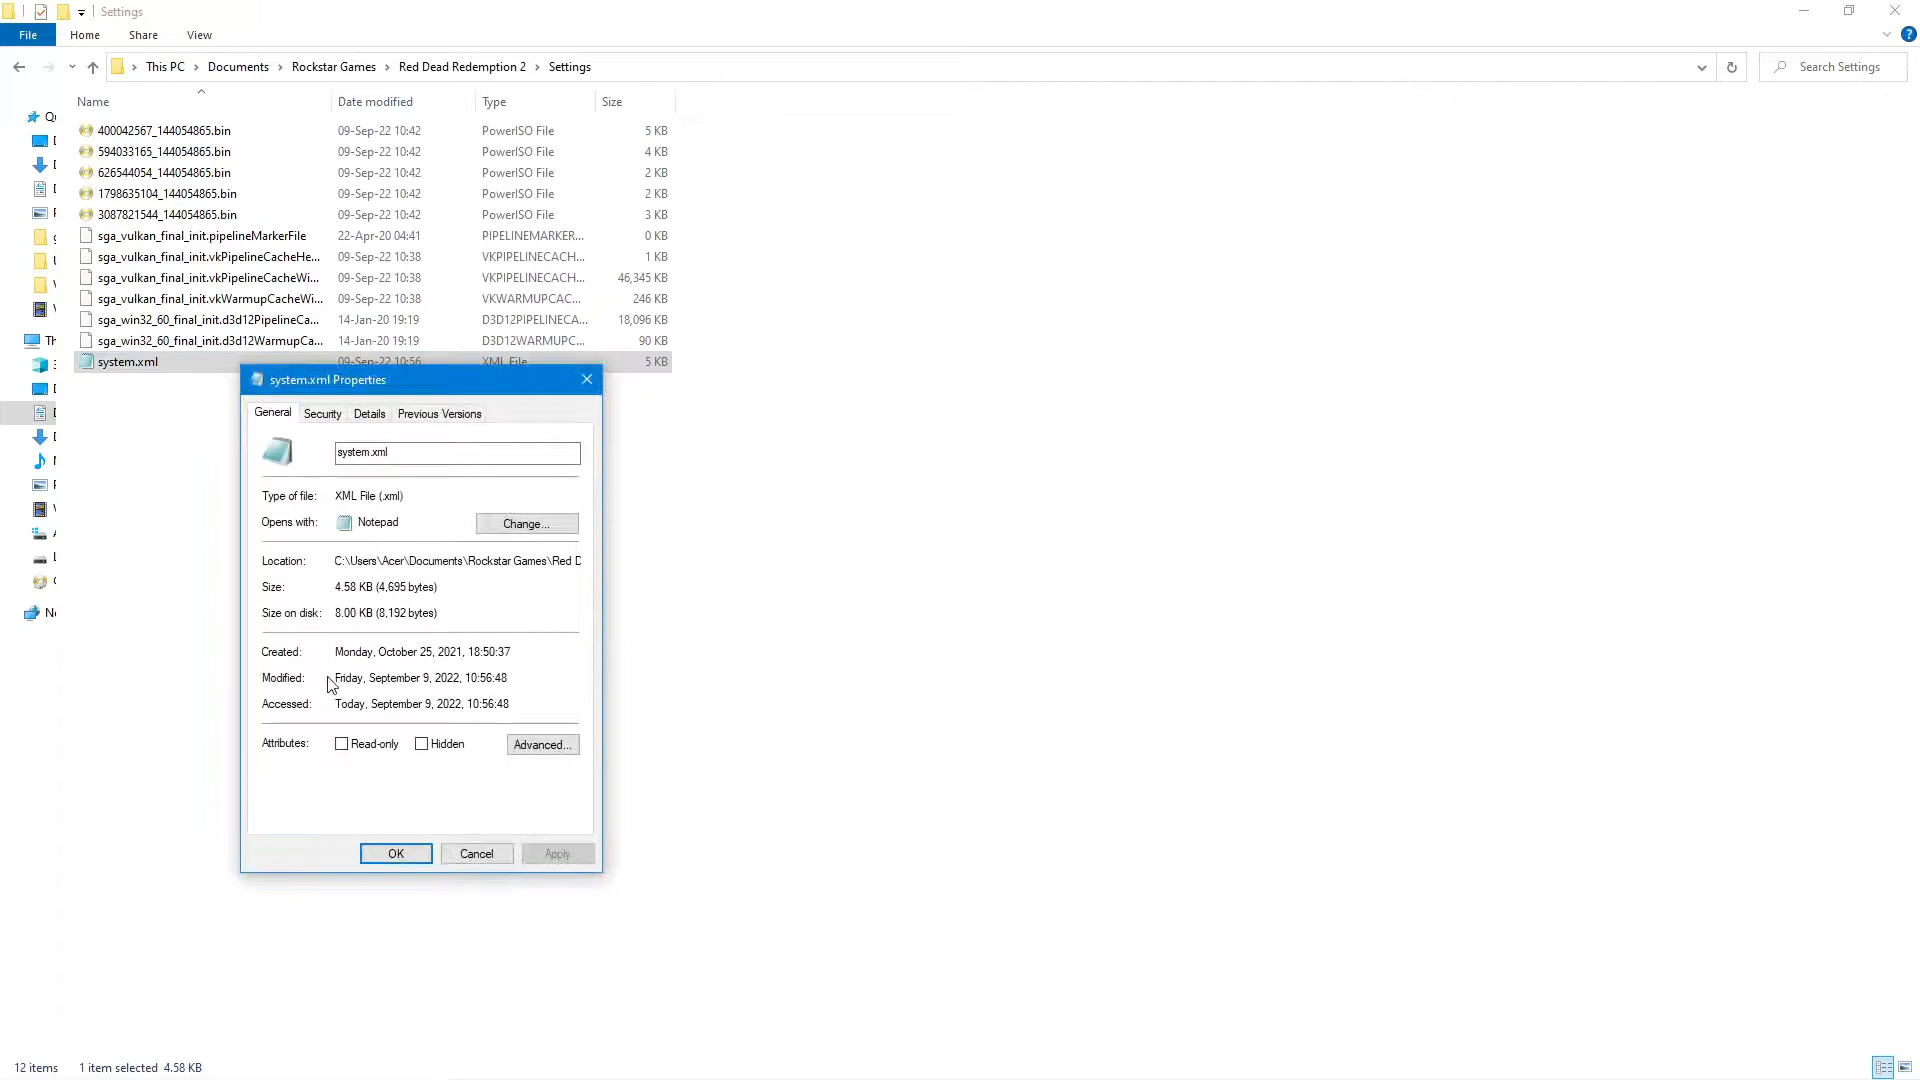 Settings
File Home Share View
This PC > Documents > Rockstar Games > Red Dead Redemption 2 > Settings
Search Settings
Name Date modified Type Size
400042567_144054865.bin 09-Sep-22 10:42 PowerISO File 5 KB
594033165_144054865.bin 09-Sep-22 10:42 PowerISO File 4 KB
626544054_144054865.bin 09-Sep-22 10:42 PowerISO File 2 KB
1798635104_144054865.bin 09-Sep-22 10:42 PowerISO File 2 KB
3087821544_144054865.bin 09-Sep-22 10:42 PowerISO File 3 KB
sga_vulkan_final_init.pipelineMarkerFile 22-Apr-20 04:41 PIPELINEMARKER... 0 KB
sga_vulkan_final_init.vkPipelineCacheHe... 09-Sep-22 10:38 VKPIPELINECACH... 1 KB
sga_vulkan_final_init.vkPipelineCacheWi... 09-Sep-22 10:38 VKPIPELINECACH... 46,345 KB
sga_vulkan_final_init.vkWarmupCacheWi... 09-Sep-22 10:38 VKWARMUPCAC... 246 KB
sga_win32_60_final_init.d3d12PipelineCa... 14-Jan-20 19:19 D3D12PIPELINECA... 18,096 KB
sga_win32_60_final_init.d3d12WarmupCa... 14-Jan-20 19:19 D3D12WARMUPC... 90 KB
system.xml 09-Sep-22 10:56 XML File 5 KB
system.xml Properties
General Security Details Previous Versions
system.xml
Type of file: XML File (.xml)
Opens with: Notepad Change...
Location: C:\Users\Acer\Documents\Rockstar Games\Red D
Size: 4.58 KB (4,695 bytes)
Size on disk: 8.00 KB (8,192 bytes)
Created: Monday, October 25, 2021, 18:50:37
Modified: Friday, September 9, 2022, 10:56:48
Accessed: Today, September 9, 2022, 10:56:48
Attributes: Read-only Hidden Advanced...
OK Cancel Apply
12 items 1 item selected 4.58 KB